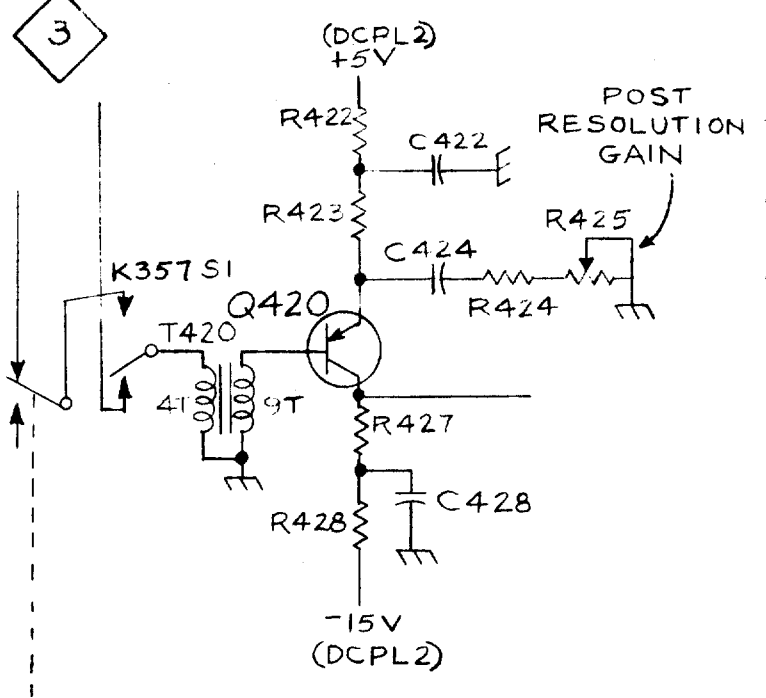 3
(DCPL2)
+5V
R422
C422
POST
RESOLUTION
GAIN
R423
R425
C424
R424
K357 S1
Q420
T420
4T
9T
R427
C428
R428
-15V
(DCPL2)